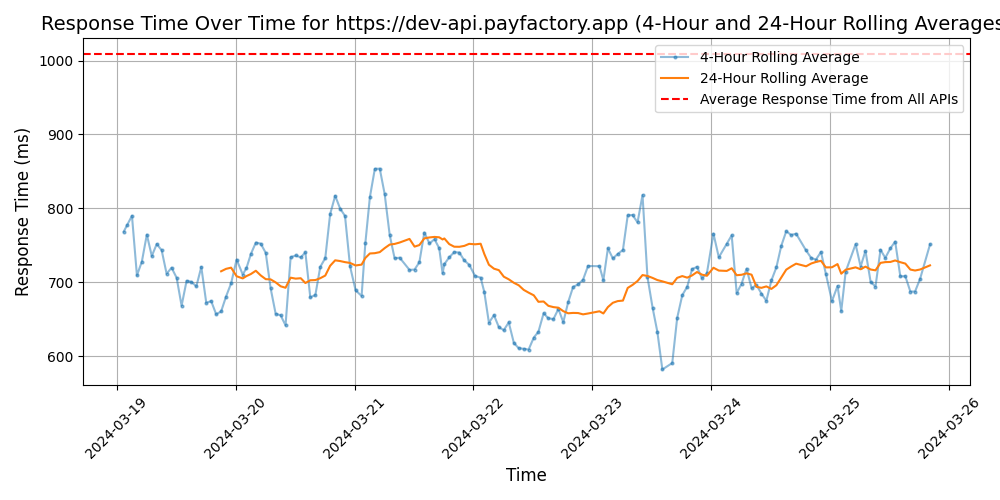 Response Time Over Time for https://dev-api.payfactory.app (4-Hour and 24-Hour Rolling Averages
4-Hour Rolling Average
24-Hour Rolling Average
Average Response Time from All APIs
Response Time (ms)
1000
900
800
700
600
2024-03-19
2024-03-20
2024-03-21
2024-03-22
2024-03-23
2024-03-24
2024-03-25
2024-03-26
Time